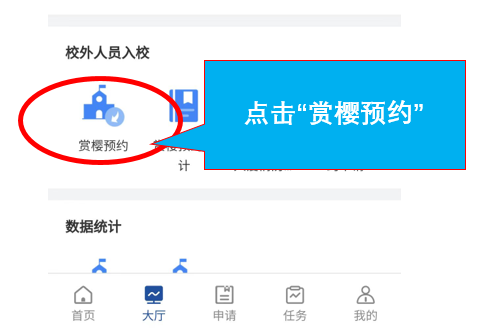 校外人员入校
点击“赏樱预约”
赏樱预约
计
数据统计
首页
大厅
申请
任务
我的